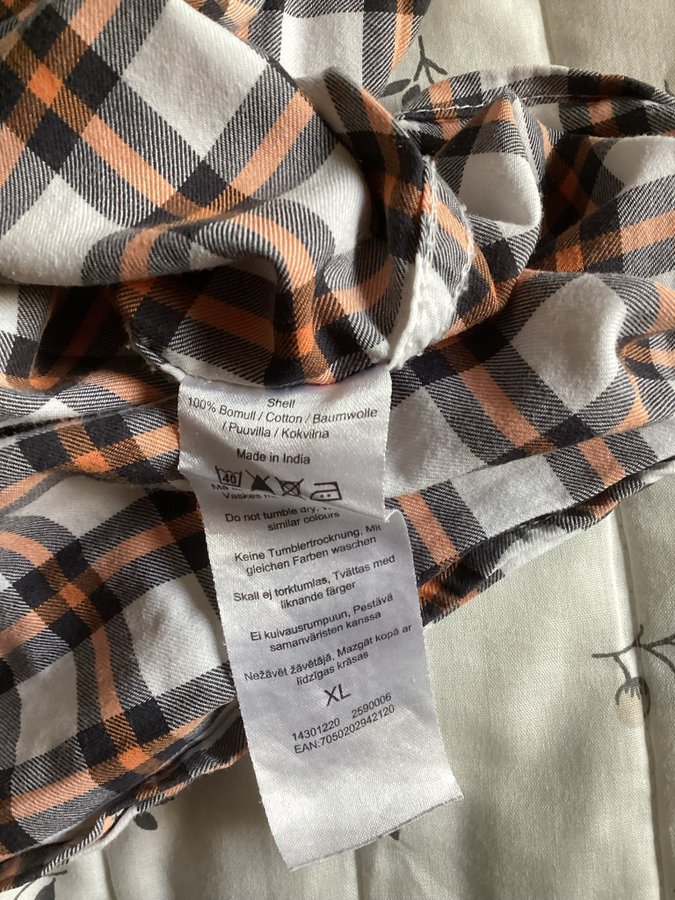 Shell
100% Bomull / Cotton / Baumwolle
/ Puuvilla / Kokvilna
Made in India
40
Vaskes
Do not tumble dry.
similar colours
Keine Tumblertrocknung. Mit
gleichen Farben waschen
Skall ej torktumlas, Tvättas med
liknande färger
Ei kuivausrumpuun, Pestävä
samanväristen kanssa
Nežāvēt žāvētājā, Mazgāt kopā ar
līdzīgas krāsas
XL
14301220 2590006
EAN:7050202942120